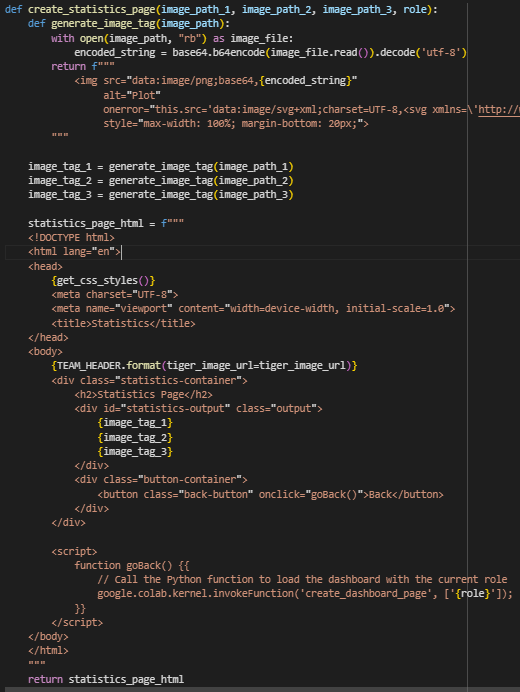 def create_statistics_page(image_path_1, image_path_2, image_path_3, role):
    def generate_image_tag(image_path):
        with open(image_path, "rb") as image_file:
            encoded_string = base64.b64encode(image_file.read()).decode('utf-8')
        return f"""
            <img src="data:image/png;base64,{encoded_string}"
                 alt="Plot"
                 onerror="this.src='data:image/svg+xml;charset=UTF-8,<svg xmlns=\'http://
                 style="max-width: 100%; margin-bottom: 20px;">
        """
    image_tag_1 = generate_image_tag(image_path_1)
    image_tag_2 = generate_image_tag(image_path_2)
    image_tag_3 = generate_image_tag(image_path_3)
    statistics_page_html = f"""
    <!DOCTYPE html>
    <html lang="en">
    <head>
        {get_css_styles()}
        <meta charset="UTF-8">
        <meta name="viewport" content="width=device-width, initial-scale=1.0">
        <title>Statistics</title>
    </head>
    <body>
        {TEAM_HEADER.format(tiger_image_url=tiger_image_url)}
        <div class="statistics-container">
            <h2>Statistics Page</h2>
            <div id="statistics-output" class="output">
                {image_tag_1}
                {image_tag_2}
                {image_tag_3}
            </div>
            <div class="button-container">
                <button class="back-button" onclick="goBack()">Back</button>
            </div>
        </div>
        <script>
            function goBack() {{
                // Call the Python function to load the dashboard with the current role
                google.colab.kernel.invokeFunction('create_dashboard_page', ['{role}']);
            }}
        </script>
    </body>
    </html>
    """
    return statistics_page_html